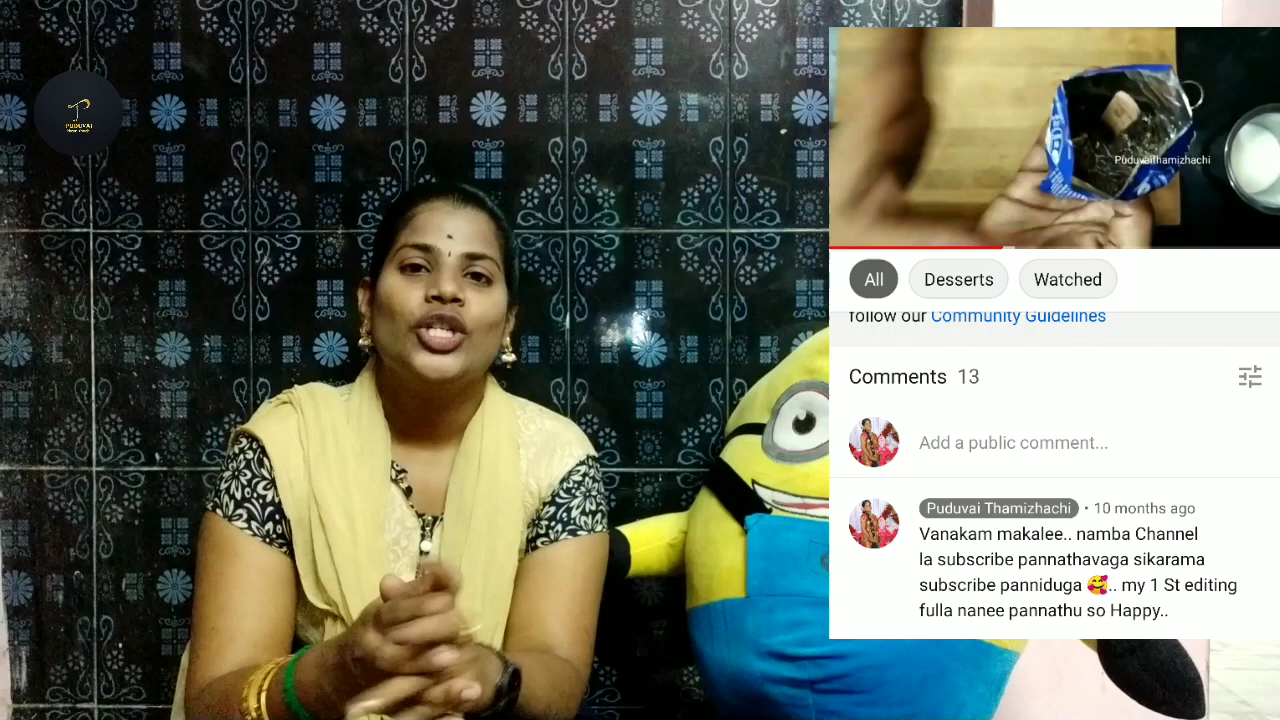 PUDUVAI
PuduvaiThamizhachi
All
Desserts
Watched
follow our Community Guidelines
Comments 13
Add a public comment...
Puduvai Thamizhachi • 10 months ago
Vanakam makalee.. namba Channel
la subscribe pannathavaga sikarama
subscribe panniduga 🥰.. my 1 St editing
fulla nanee pannathu so Happy..